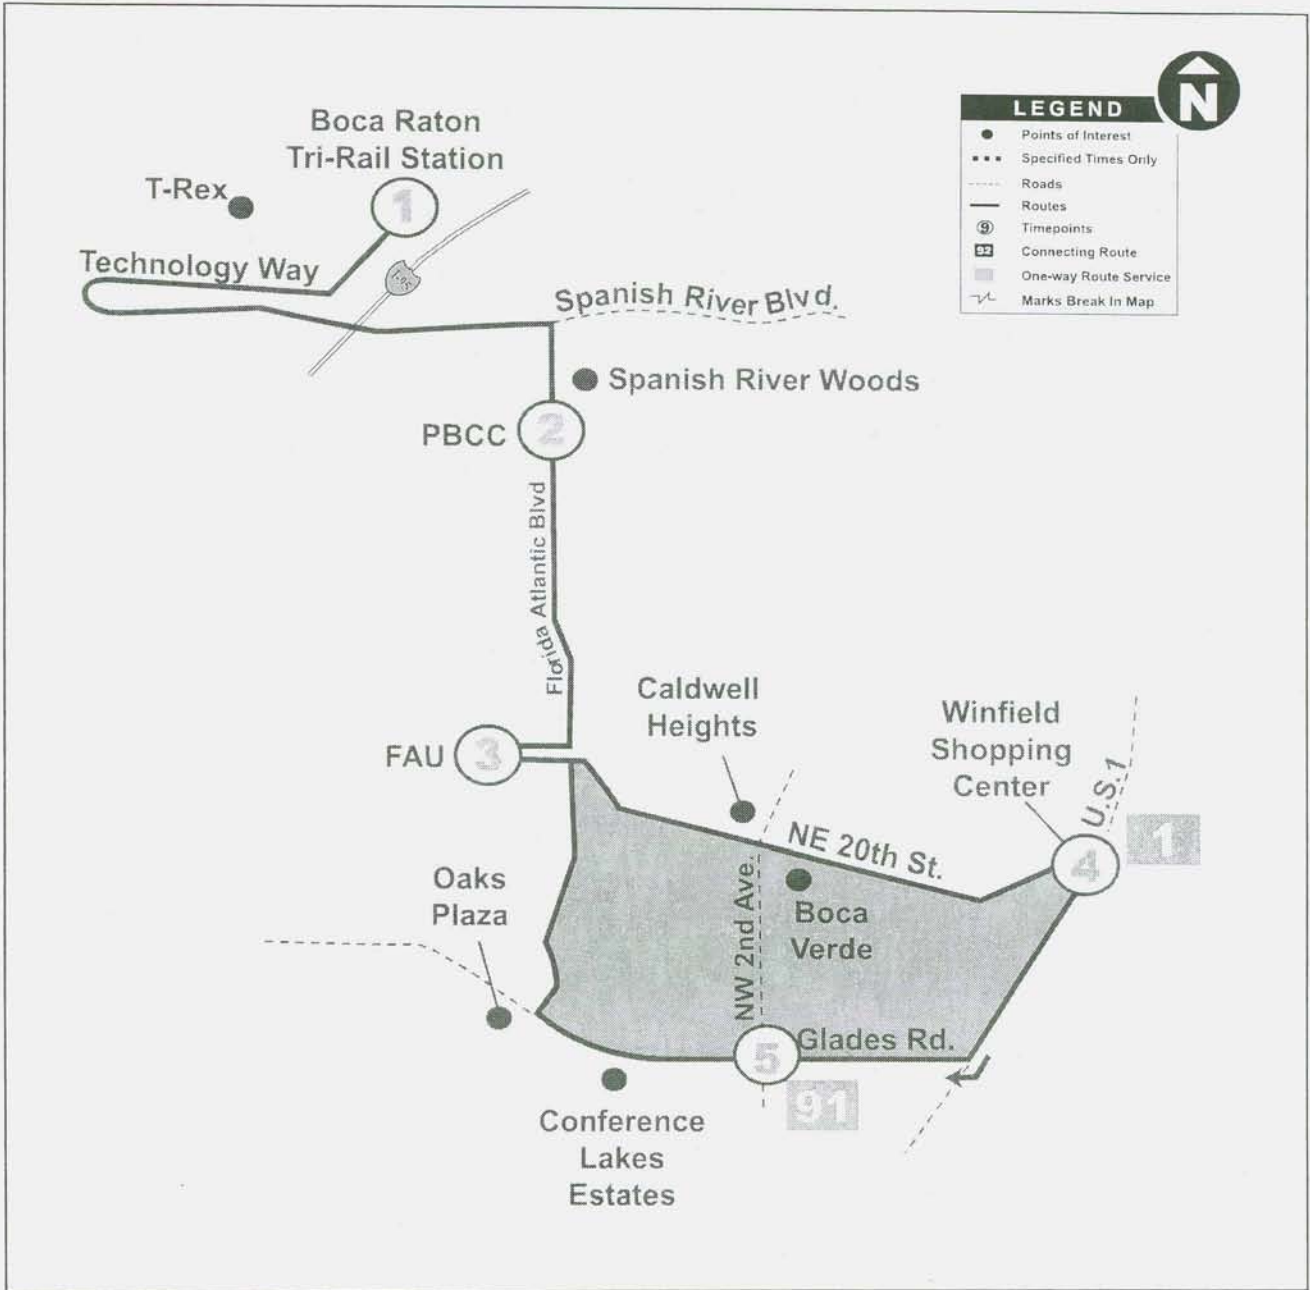 N
LEGEND
Points of Interest
Specified Times Only
Roads
Routes
9 Timepoints
92 Connecting Route
One-way Route Service
Marks Break In Map
Boca Raton
Tri-Rail Station
1
T-Rex
Technology Way
I-95
Spanish River Blvd.
Spanish River Woods
PBCC
2
Florida Atlantic Blvd
Caldwell
Heights
Winfield
Shopping
Center
U.S.1
FAU
3
NE 20th St.
4
1
Oaks
Plaza
NW 2nd Ave.
Boca
Verde
5
Glades Rd.
91
Conference
Lakes
Estates